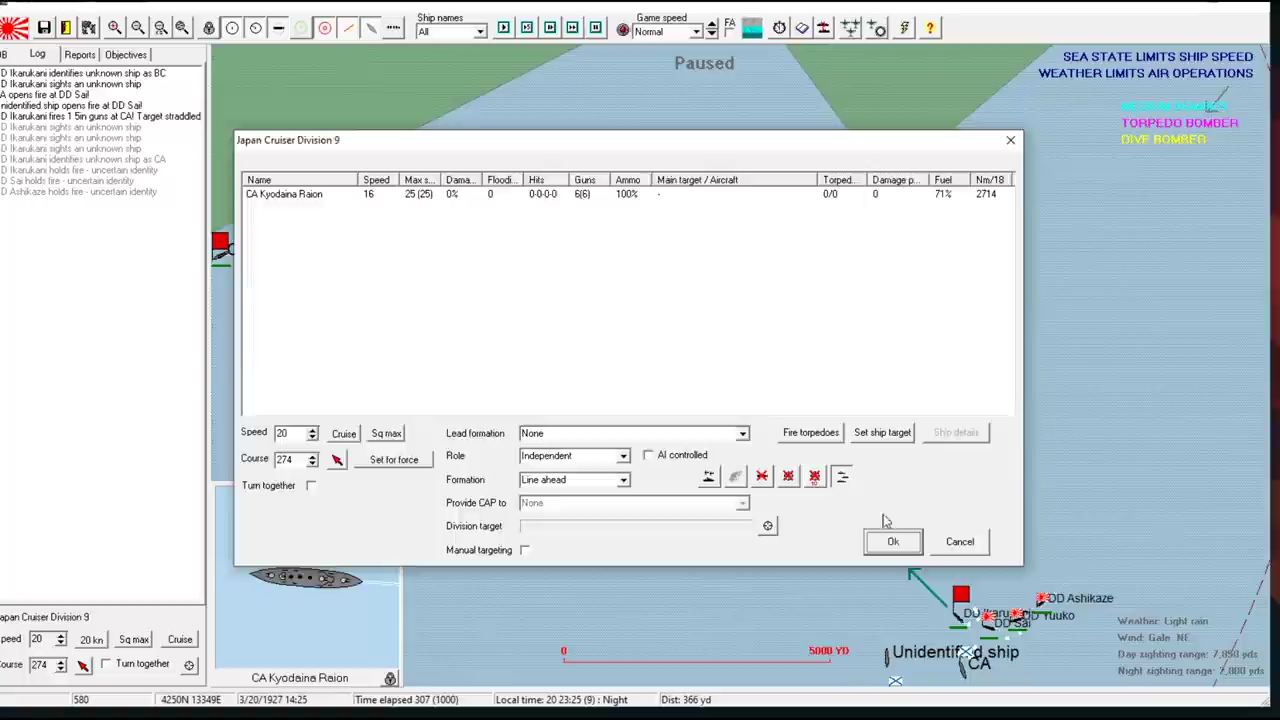 Ship names
Game speed
All
Normal
FA
OB
Log
Reports
Objectives
D Ikarukani identifies unknown ship as BC
D Ikarukani sights an unknown ship
A opens fire at DD Sai!
nidentified ship opens fire at DD Sai!
D Ikarukani fires 1 5in guns at CA! Target straddled
D Ikarukani sights an unknown ship
D Ikarukani sights an unknown ship
D Ikarukani sights an unknown ship
D Ikarukani identifies unknown ship as CA
D Ikarukani holds fire - uncertain identity
D Sai holds fire - uncertain identity
D Ashikaze holds fire - uncertain identity
Paused
SEA STATE LIMITS SHIP SPEED
WEATHER LIMITS AIR OPERATIONS
MEDIUM BOMBER
TORPEDO BOMBER
DIVE BOMBER
Japan Cruiser Division 9
Name Speed Max s... Dama... Floodi... Hits Guns Ammo Main target / Aircraft Torped... Damage p... Fuel Nm/18
CA Kyodaina Raion 16 25 (25) 0% 0 0-0-0-0 6(6) 100% - 0/0 0 71% 2714
Speed 20 Cruise Sq max Lead formation None Fire torpedoes Set ship target Ship details
Course 274 Set for force Role Independent AI controlled
Turn together Formation Line ahead
Provide CAP to None
Division target
Manual targeting
Ok Cancel
DD Ashikaze
DD Yuuko
DD Sai
Unidentified ship
CA
Weather: Light rain
Wind: Gale NE
Day sighting range: 7,850 yds
Night sighting range: 2,800 yds
0 5000 YD
apan Cruiser Division 9
peed 20 20 kn Sq max Cruise
ourse 274 Turn together
CA Kyodaina Raion
580 4250N 13349E 3/20/1927 14:25 Time elapsed 307 (1000) Local time: 20 23:25 (9) : Night Dist: 366 yd